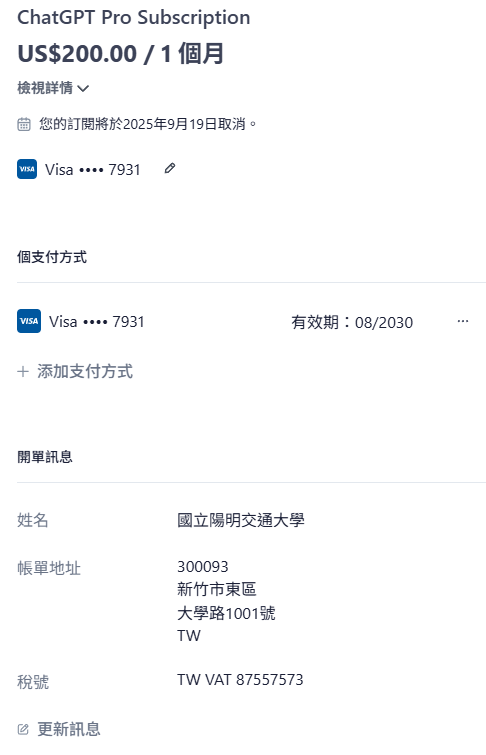 ChatGPT Pro Subscription
US$200.00 / 1 個月
檢視詳情
您的訂閱將於2025年9月19日取消。
VISA Visa •••• 7931
個支付方式
VISA Visa •••• 7931 有效期：08/2030 ···
+ 添加支付方式
開單訊息
姓名 國立陽明交通大學
帳單地址 300093
新竹市東區
大學路1001號
TW
稅號 TW VAT 87557573
更新訊息